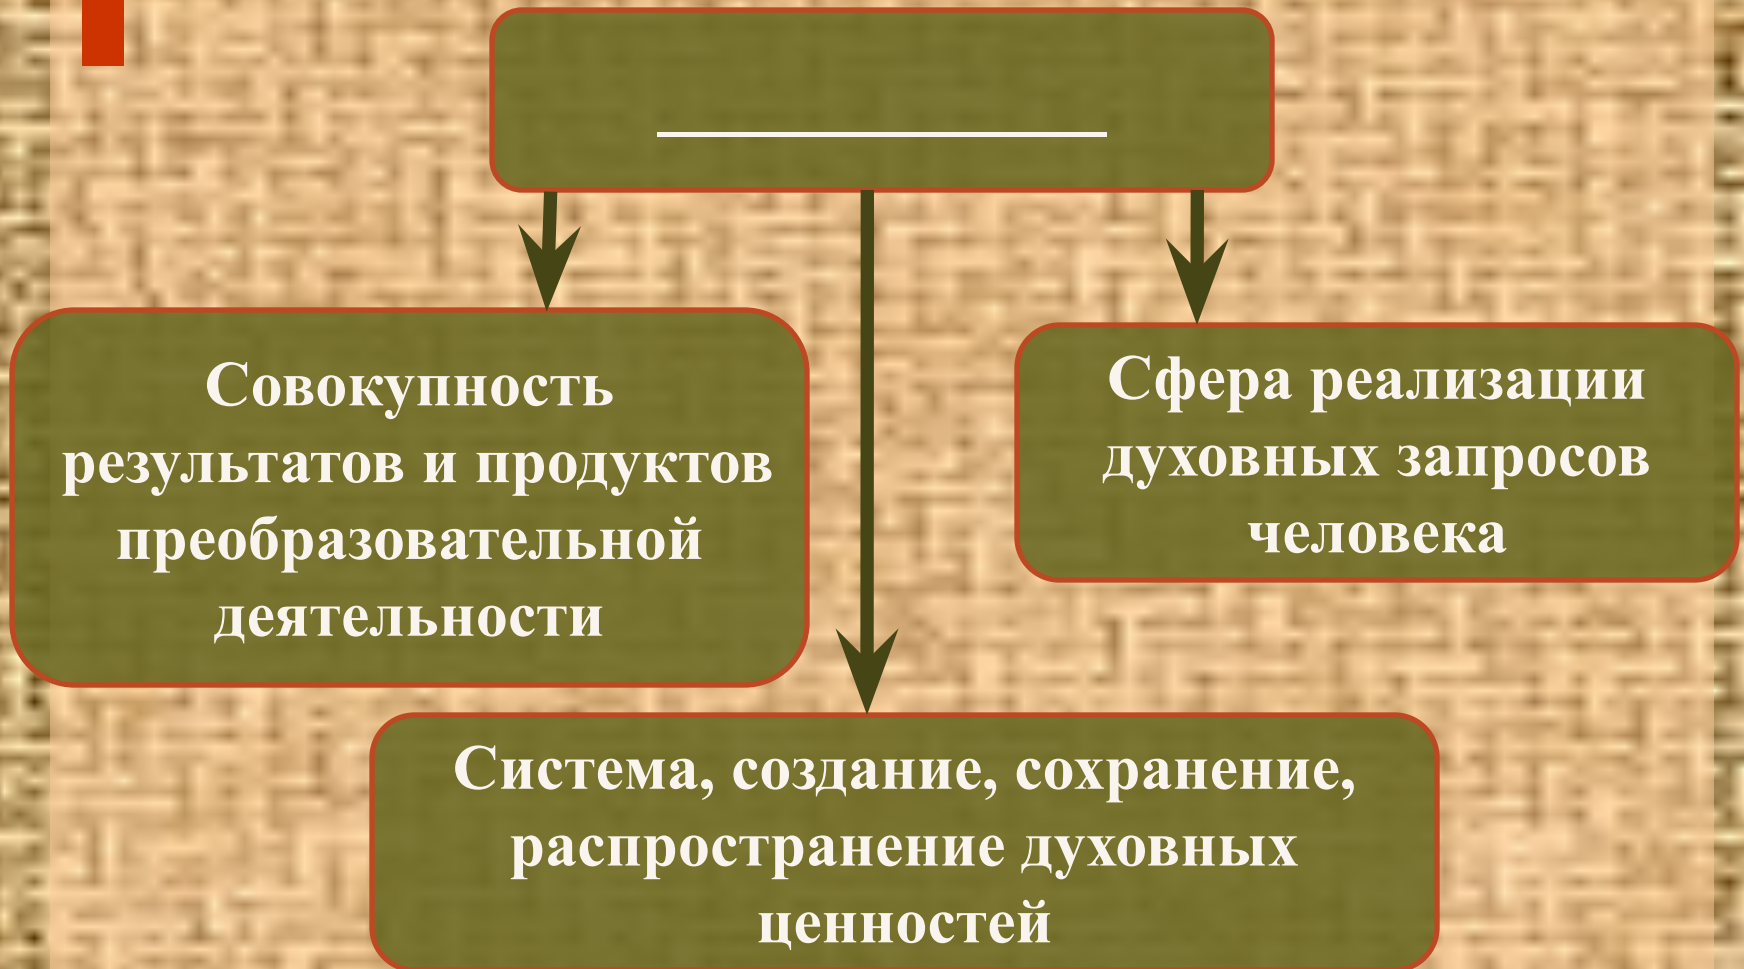 Совокупность
результатов и продуктов
преобразовательной
деятельности
Сфера реализации
духовных запросов
человека
Система, создание, сохранение,
распространение духовных
ценностей